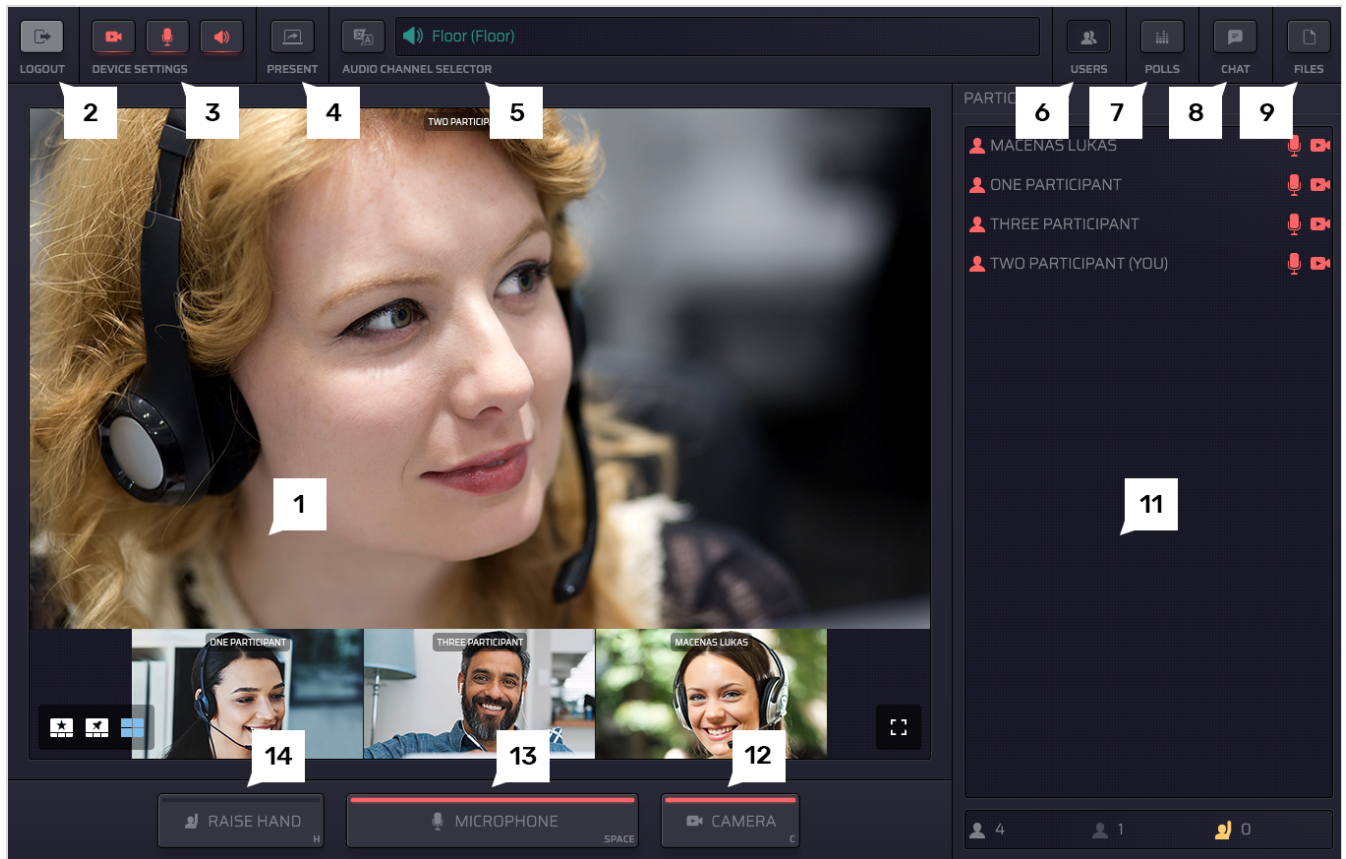 Floor (Floor)
LOGOUT DEVICE SETTINGS PRESENT AUDIO CHANNEL SELECTOR USERS POLLS CHAT FILES
2 3 4 5 6 7 8 9
TWO
MACENAS LUKAS
ONE PARTICIPANT
THREE PARTICIPANT
TWO PARTICIPANT (YOU)
1
11
ONE PARTICIPANT THREE PARTICIPANT MACENAS LUKAS
14 13 12
RAISE HAND H
MICROPHONE SPACE
CAMERA C
4 1 0